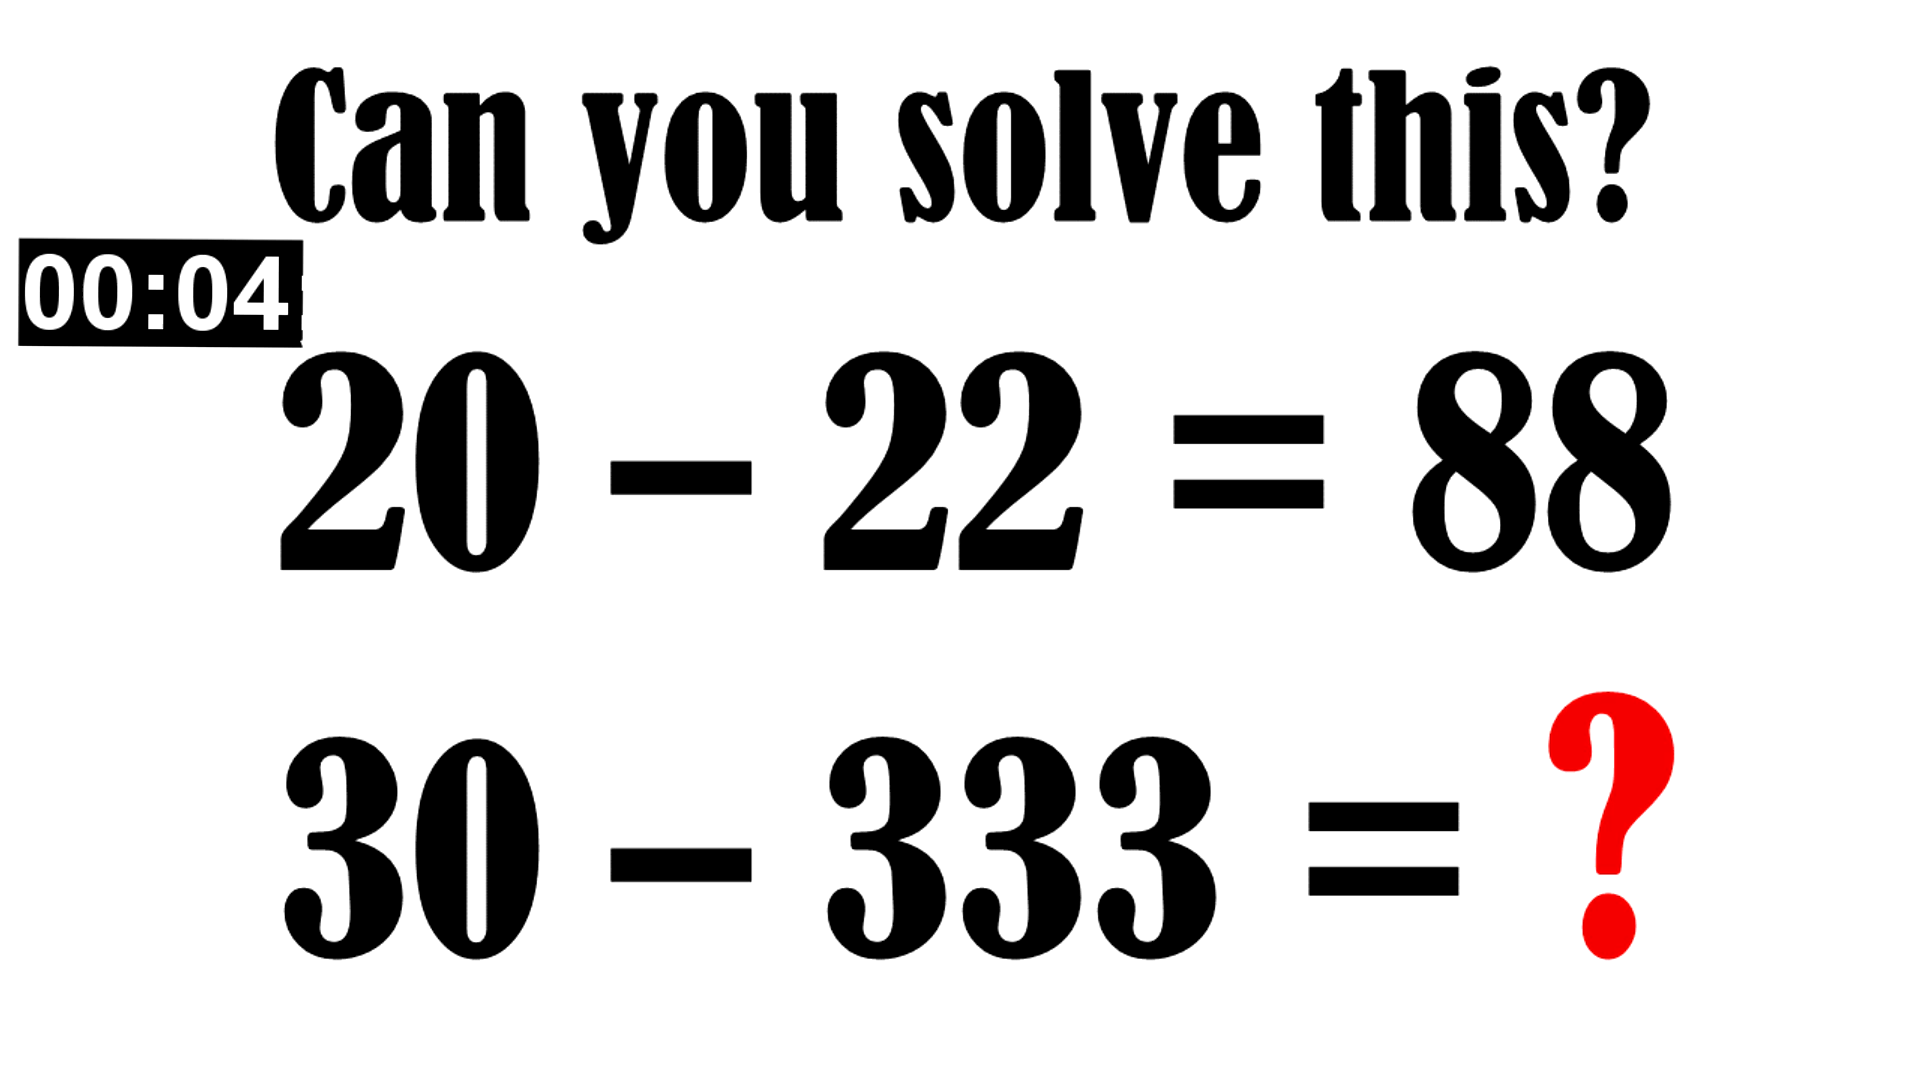 Can you solve this?
00:04
20 – 22 = 88
30 – 333 = ?